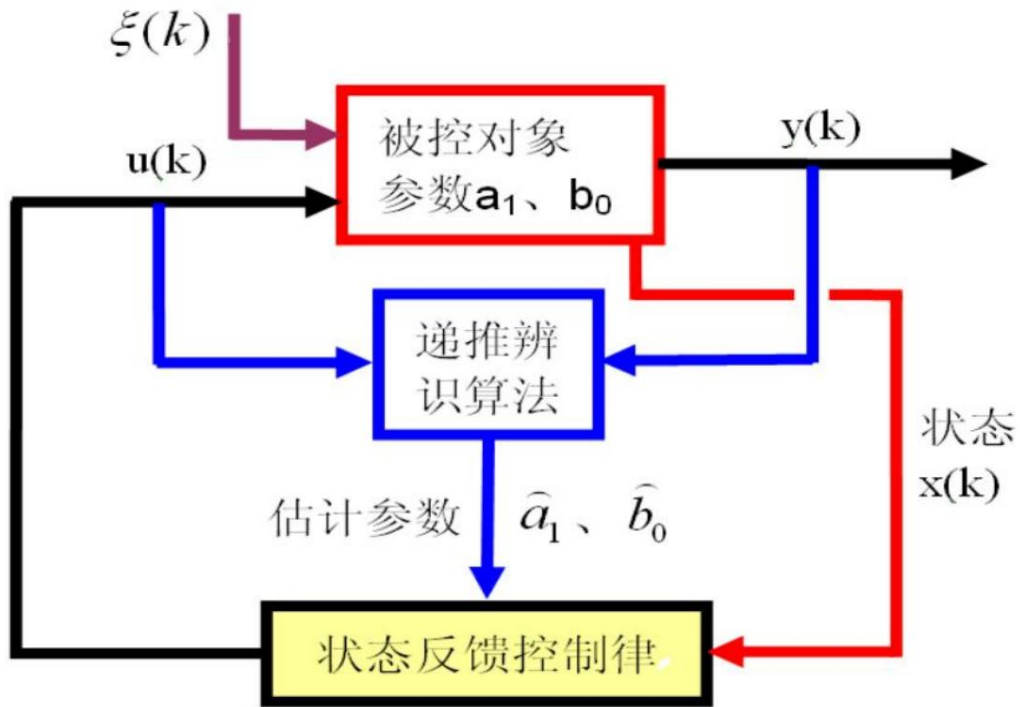 ξ(k)
u(k)
被控对象
参数a₁、b₀
y(k)
递推辨
识算法
状态
x(k)
估计参数 â₁、b̂₀
状态反馈控制律